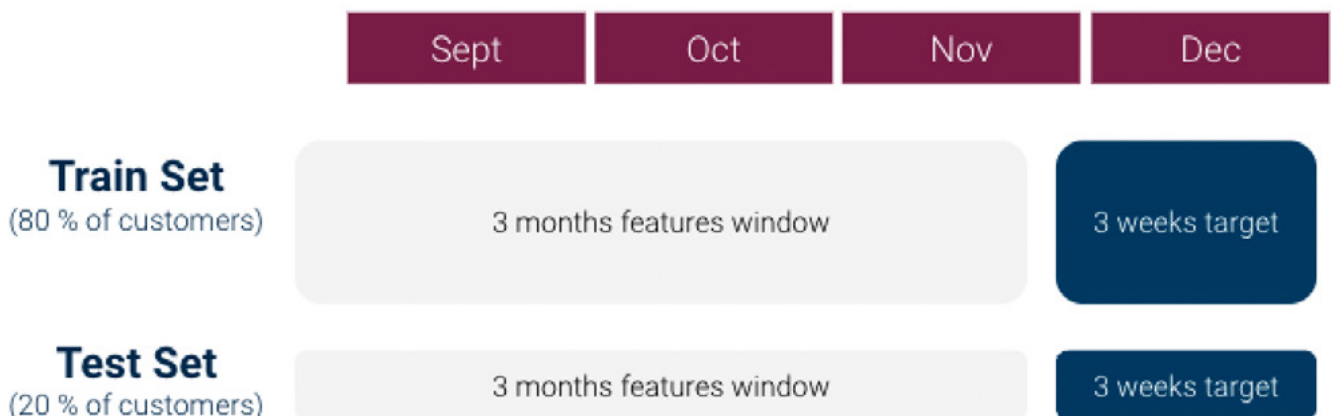 Sept Oct Nov Dec
Train Set
(80 % of customers)
3 months features window
3 weeks target
Test Set
(20 % of customers)
3 months features window
3 weeks target